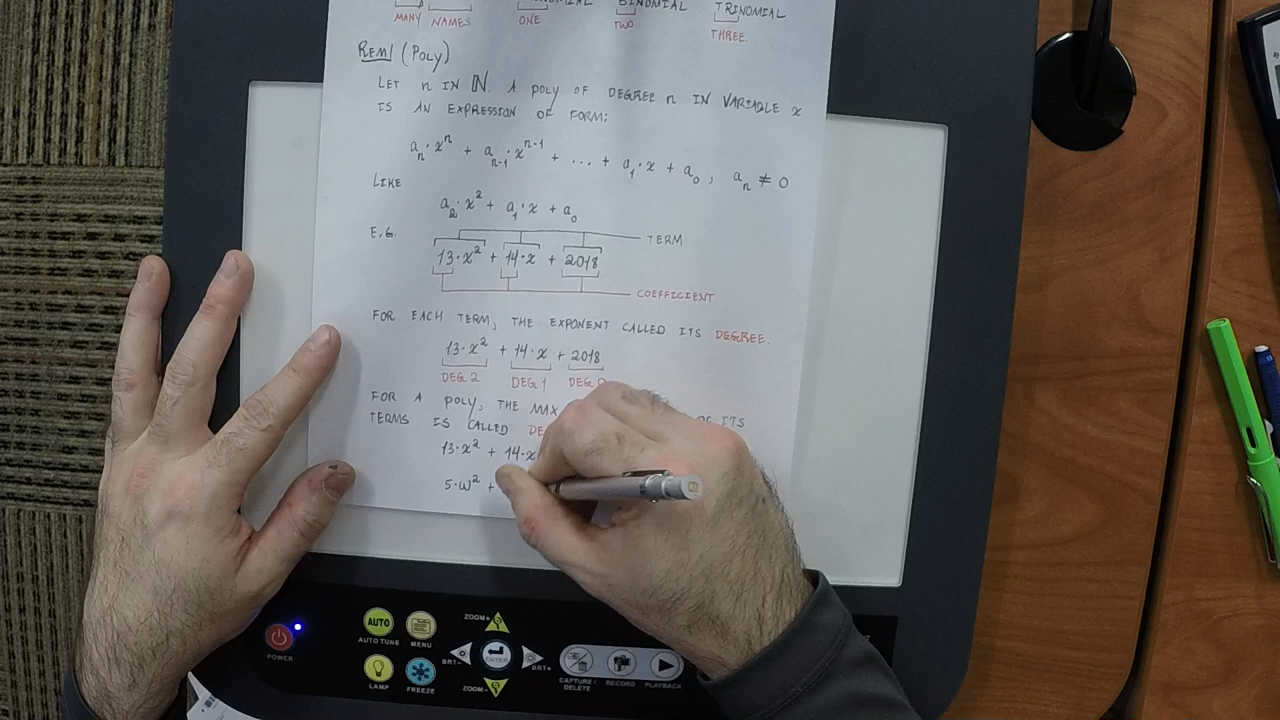 BINOMIAL TRINOMIAL
MANY NAMES ONE TWO THREE.
REM/ (POLY)
LET n IN ℕ. A POLY OF DEGREE n IN VARIABLE x
IS AN EXPRESSION OF FORM:
aₙ·xⁿ + aₙ₋₁·xⁿ⁻¹ + ... + a₁·x + a₀, aₙ ≠ 0
LIKE
a₂·x² + a₁·x + a₀
E.G.
TERM
13·x² + 14·x + 2018
COEFFICIENT
FOR EACH TERM, THE EXPONENT CALLED ITS DEGREE.
13·x² + 14·x + 2018
DEG 2 DEG 1 DEG
FOR A POLY, THE MAX ITS
TERMS IS CALLED
13·x² + 14·x
5·w² +
POWER
AUTO
AUTO TUNE
MENU
LAMP
FREEZE
ZOOM+
BRT-
ENTER
BRT+
ZOOM-
CAPTURE /
DELETE
RECORD
PLAYBACK